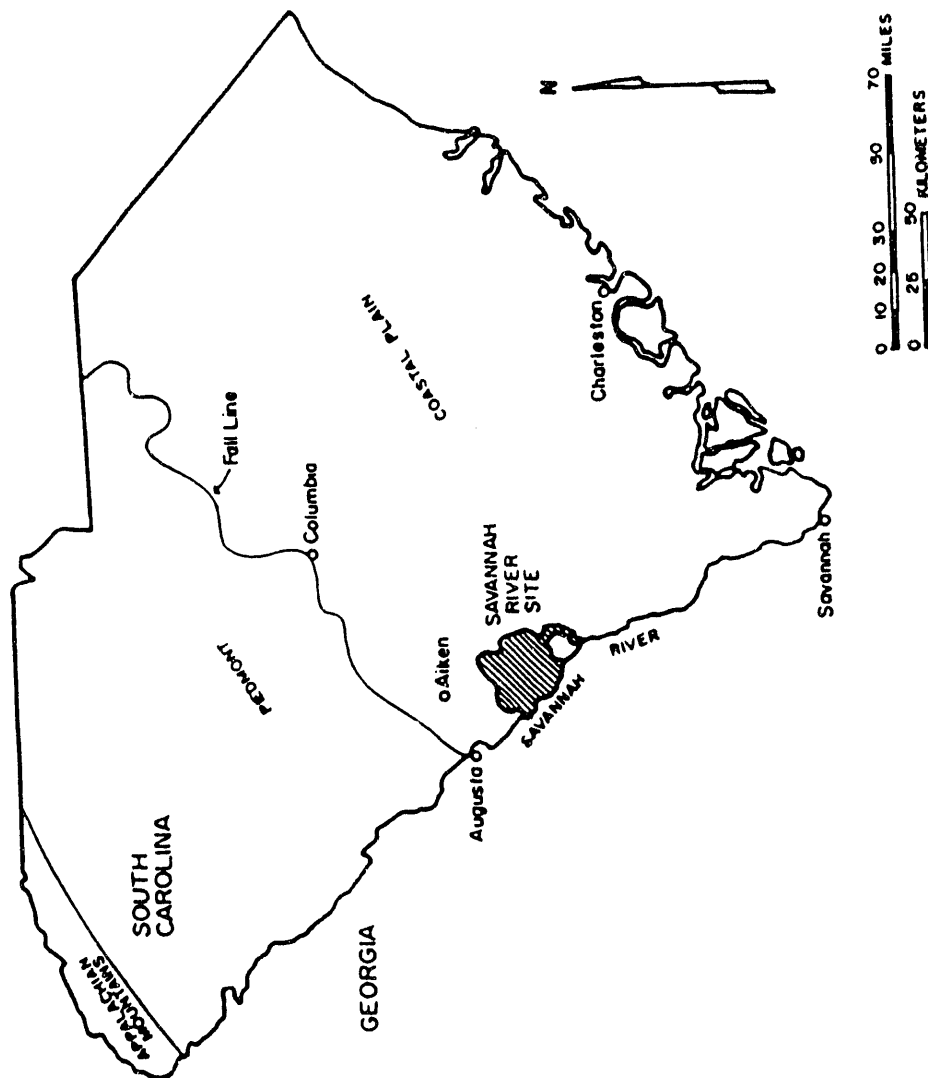 APPALACHIAN
MOUNTAINS
SOUTH
CAROLINA
PIEDMONT
Fall Line
Columbia
COASTAL PLAIN
GEORGIA
Augusta
Aiken
SAVANNAH
RIVER
SITE
SAVANNAH
RIVER
Charleston
Savannah
N
0 10 20 30 50 70 MILES
0 25 50 KILOMETERS